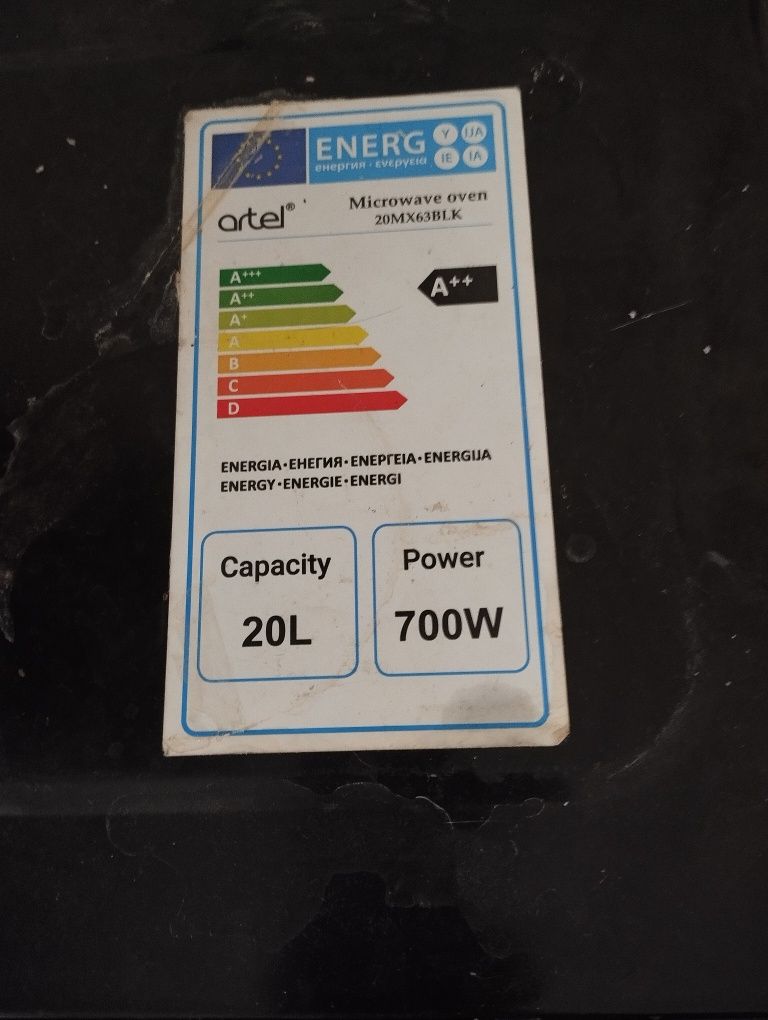 ENERG Y IJA
енергия · ενεργεια IE IA
artel® Microwave oven
20MX63BLK
A+++
A++ A++
A+
A
B
C
D
ENERGIA·ЕНЕГИЯ·ΕΝΕΡΓΕΙΑ·ENERGIJA
ENERGY·ENERGIE·ENERGI
Capacity Power
20L 700W